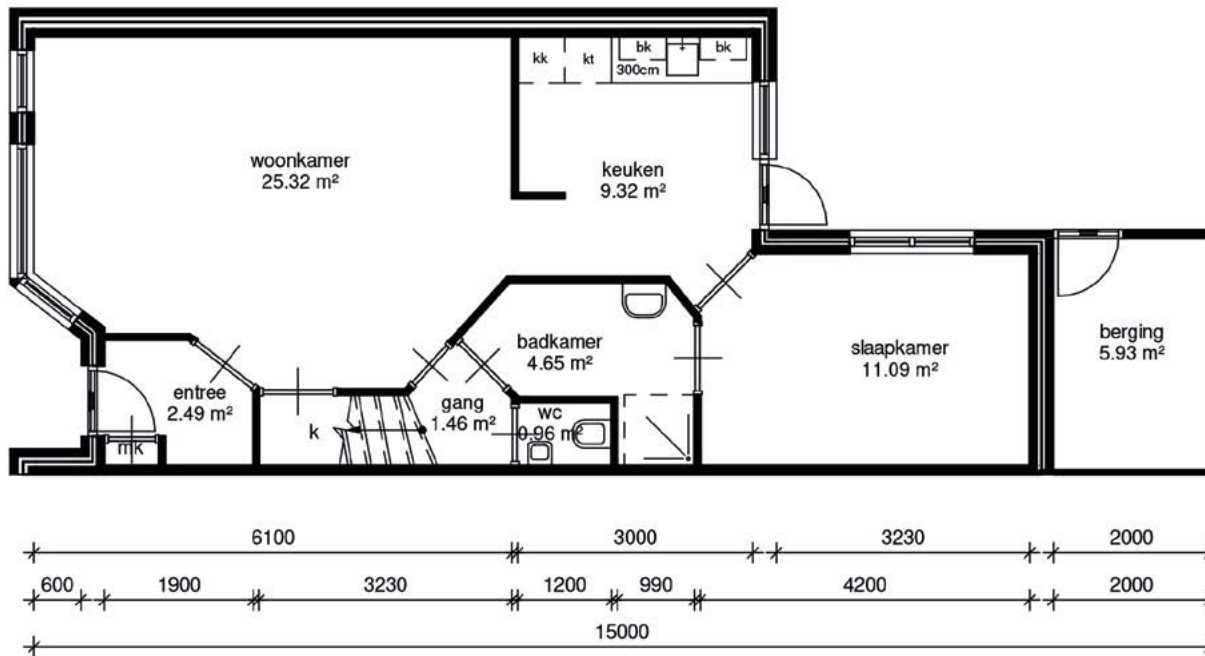 kk
kt
bk
bk
300cm
woonkamer
25.32 m²
keuken
9.32 m²
badkamer
4.65 m²
slaapkamer
11.09 m²
berging
5.93 m²
entree
2.49 m²
gang
1.46 m²
wc
0.96 m²
k
mk
6100 3000 3230 2000
600 1900 3230 1200 990 4200 2000
15000